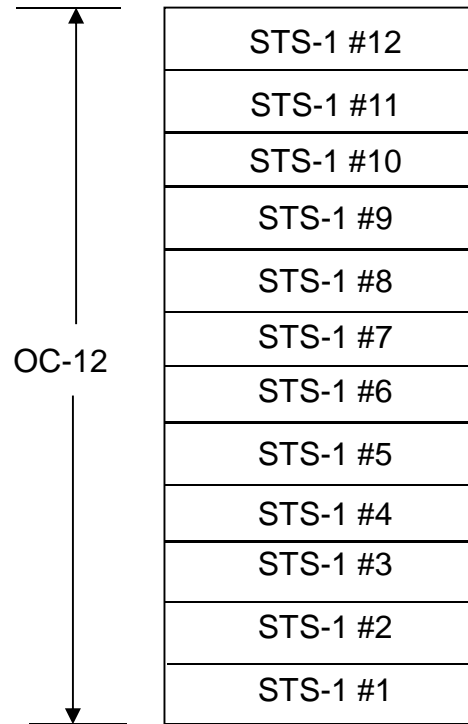 STS-1 #12
STS-1 #11
STS-1 #10
STS-1 #9
STS-1 #8
STS-1 #7
OC-12
STS-1 #6
STS-1 #5
STS-1 #4
STS-1 #3
STS-1 #2
STS-1 #1